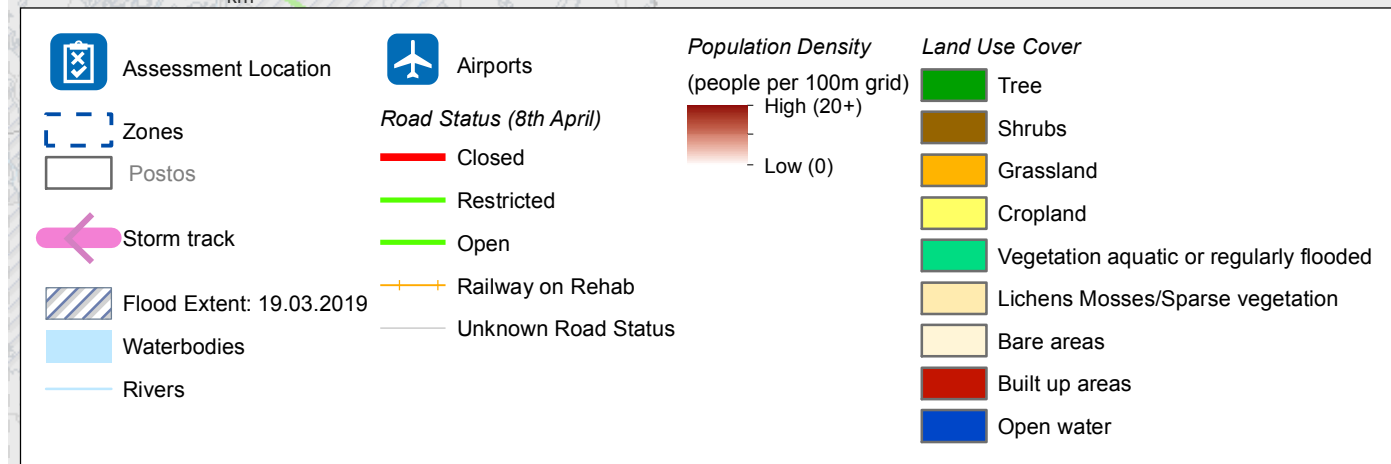 km
Assessment Location
Zones
Postos
Storm track
Flood Extent: 19.03.2019
Waterbodies
Rivers
Airports
Road Status (8th April)
Closed
Restricted
Open
Railway on Rehab
Unknown Road Status
Population Density
(people per 100m grid)
High (20+)
Low (0)
Land Use Cover
Tree
Shrubs
Grassland
Cropland
Vegetation aquatic or regularly flooded
Lichens Mosses/Sparse vegetation
Bare areas
Built up areas
Open water